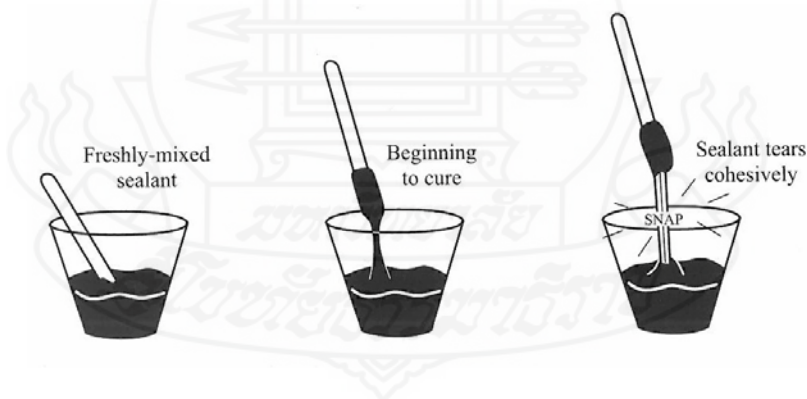 Freshly-mixed
sealant
Beginning
to cure
Sealant tears
cohesively
SNAP